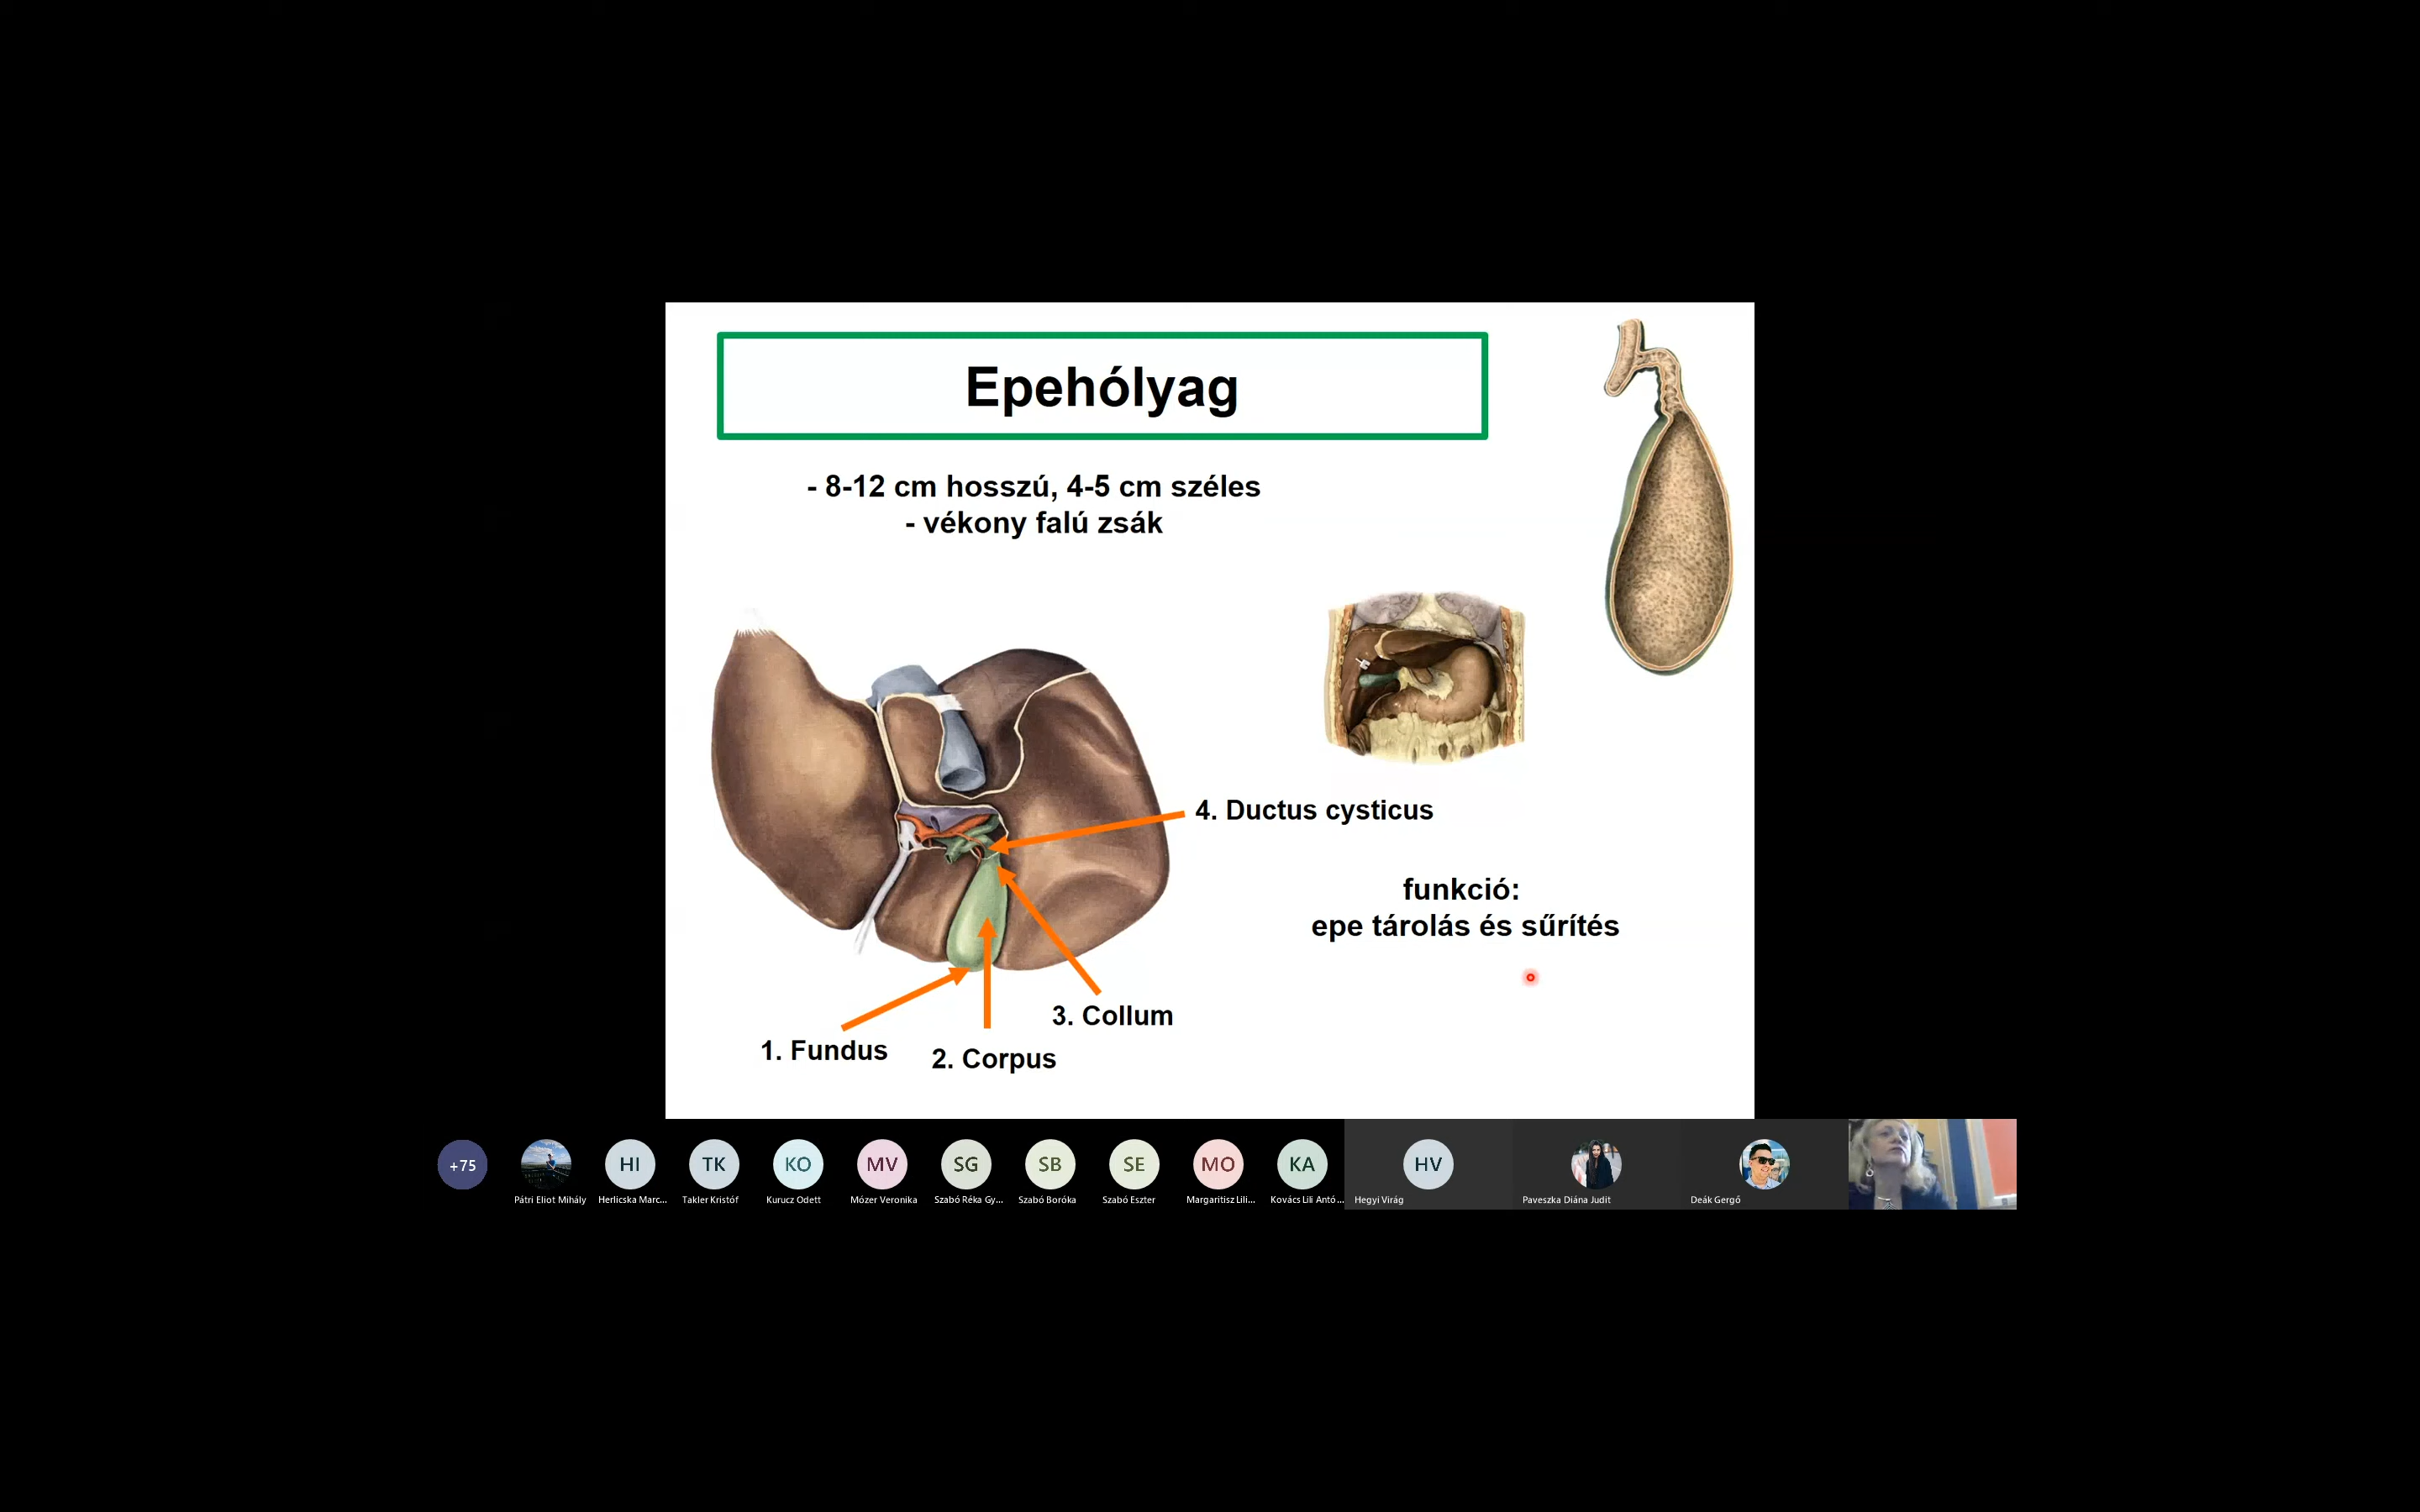 Epehólyag
- 8-12 cm hosszú, 4-5 cm széles
- vékony falú zsák
4. Ductus cysticus
funkció:
epe tárolás és sűrítés
3. Collum
1. Fundus
2. Corpus
+75
HI
TK
KO
MV
SG
SB
SE
MO
KA
HV
Pátri Eliot Mihály
Herlicska Marc...
Takler Kristóf
Kurucz Odett
Mózer Veronika
Szabó Réka Gy...
Szabó Boróka
Szabó Eszter
Margaritisz Lili...
Kovács Lili Antó...
Hegyi Virág
Paveszka Diána Judit
Deák Gergő